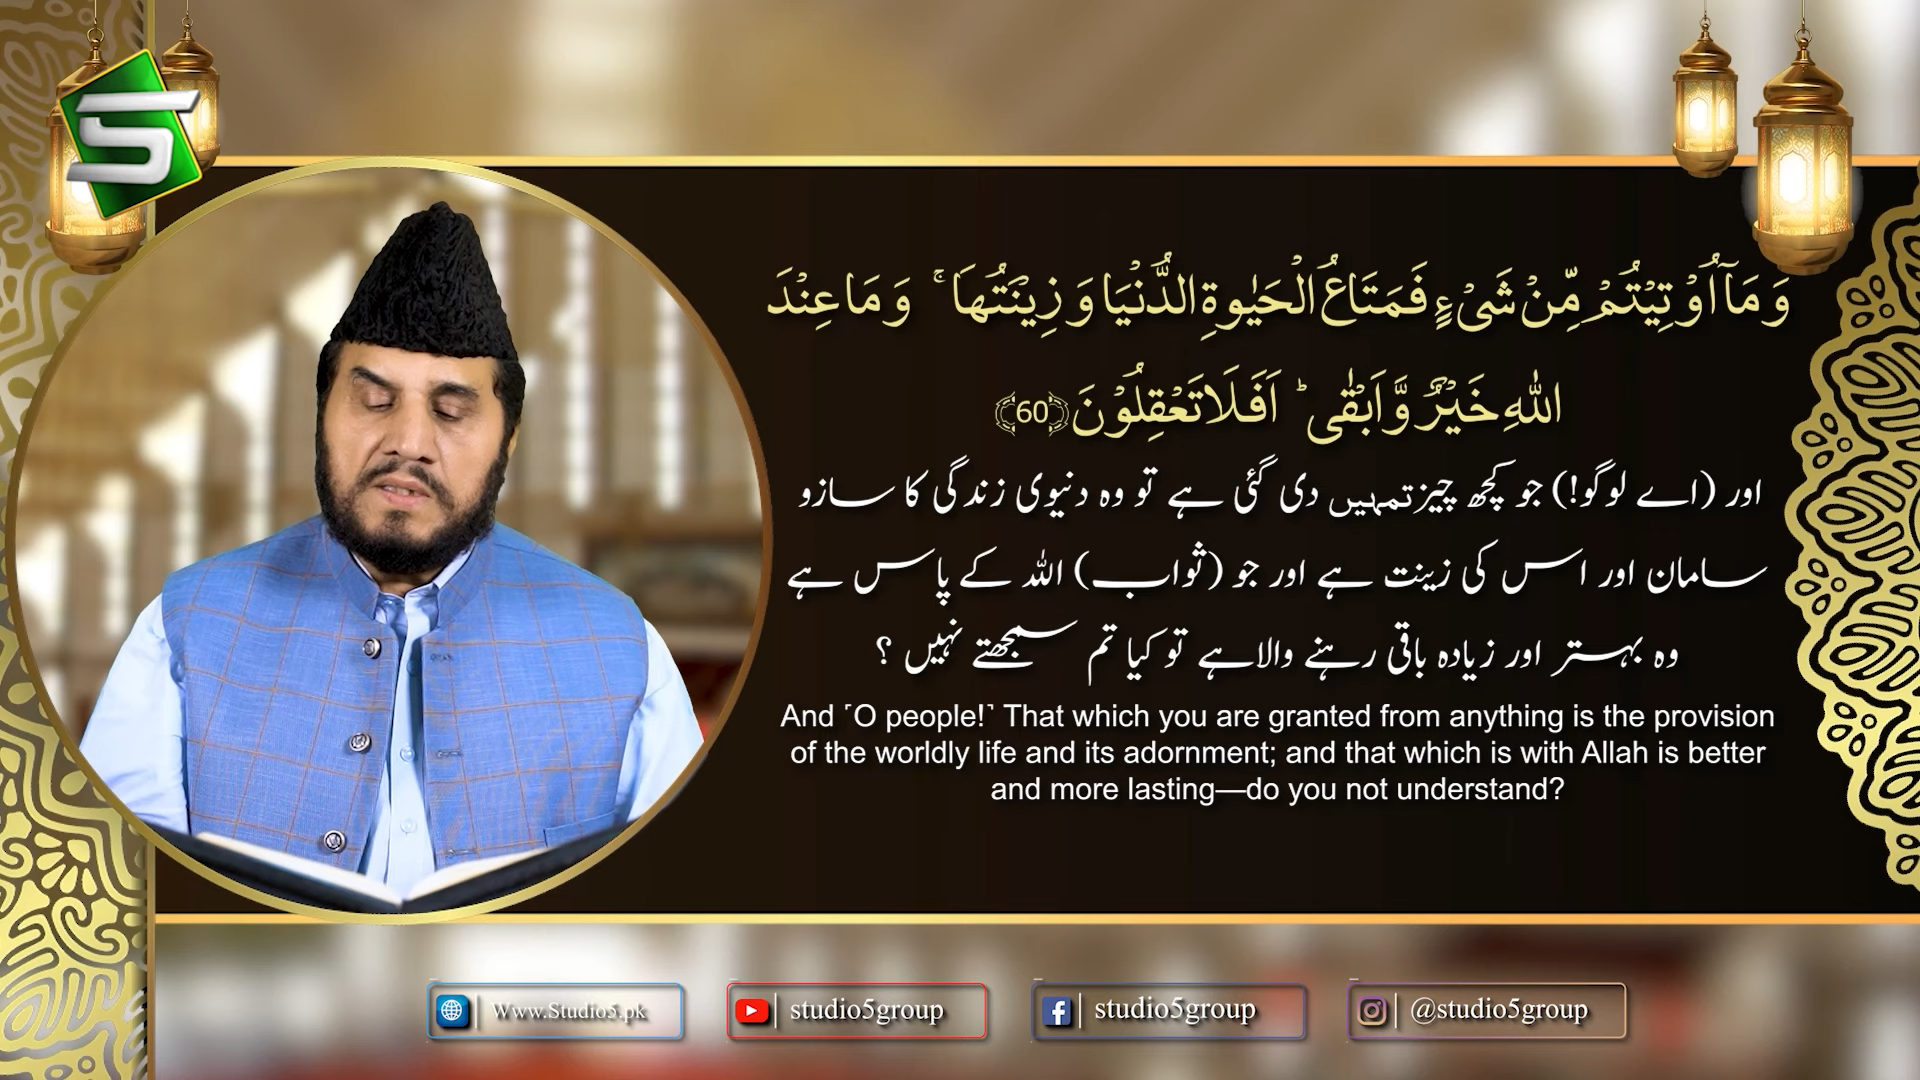 وَمَآ اُوْتِيْتُمْ مِّنْ شَيْءٍ فَمَتَاعُ الْحَيٰوةِ الدُّنْيَا وَزِيْنَتُهَا ۚ وَمَا عِنْدَ
اللّٰهِ خَيْرٌ وَّاَبْقٰى ؕ اَفَلَا تَعْقِلُوْنَ ﴿60﴾
اور (اے لوگو!) جو کچھ چیز تمہیں دی گئی ہے تو وہ دنیوی زندگی کا سازو
سامان اور اس کی زینت ہے اور جو (ثواب) اللہ کے پاس ہے
وہ بہتر اور زیادہ باقی رہنے والا ہے تو کیا تم سمجھتے نہیں ؟
And ˹O people!˺ That which you are granted from anything is the provision
of the worldly life and its adornment; and that which is with Allah is better
and more lasting—do you not understand?
Www.Studio5.pk
studio5group
studio5group
@studio5group